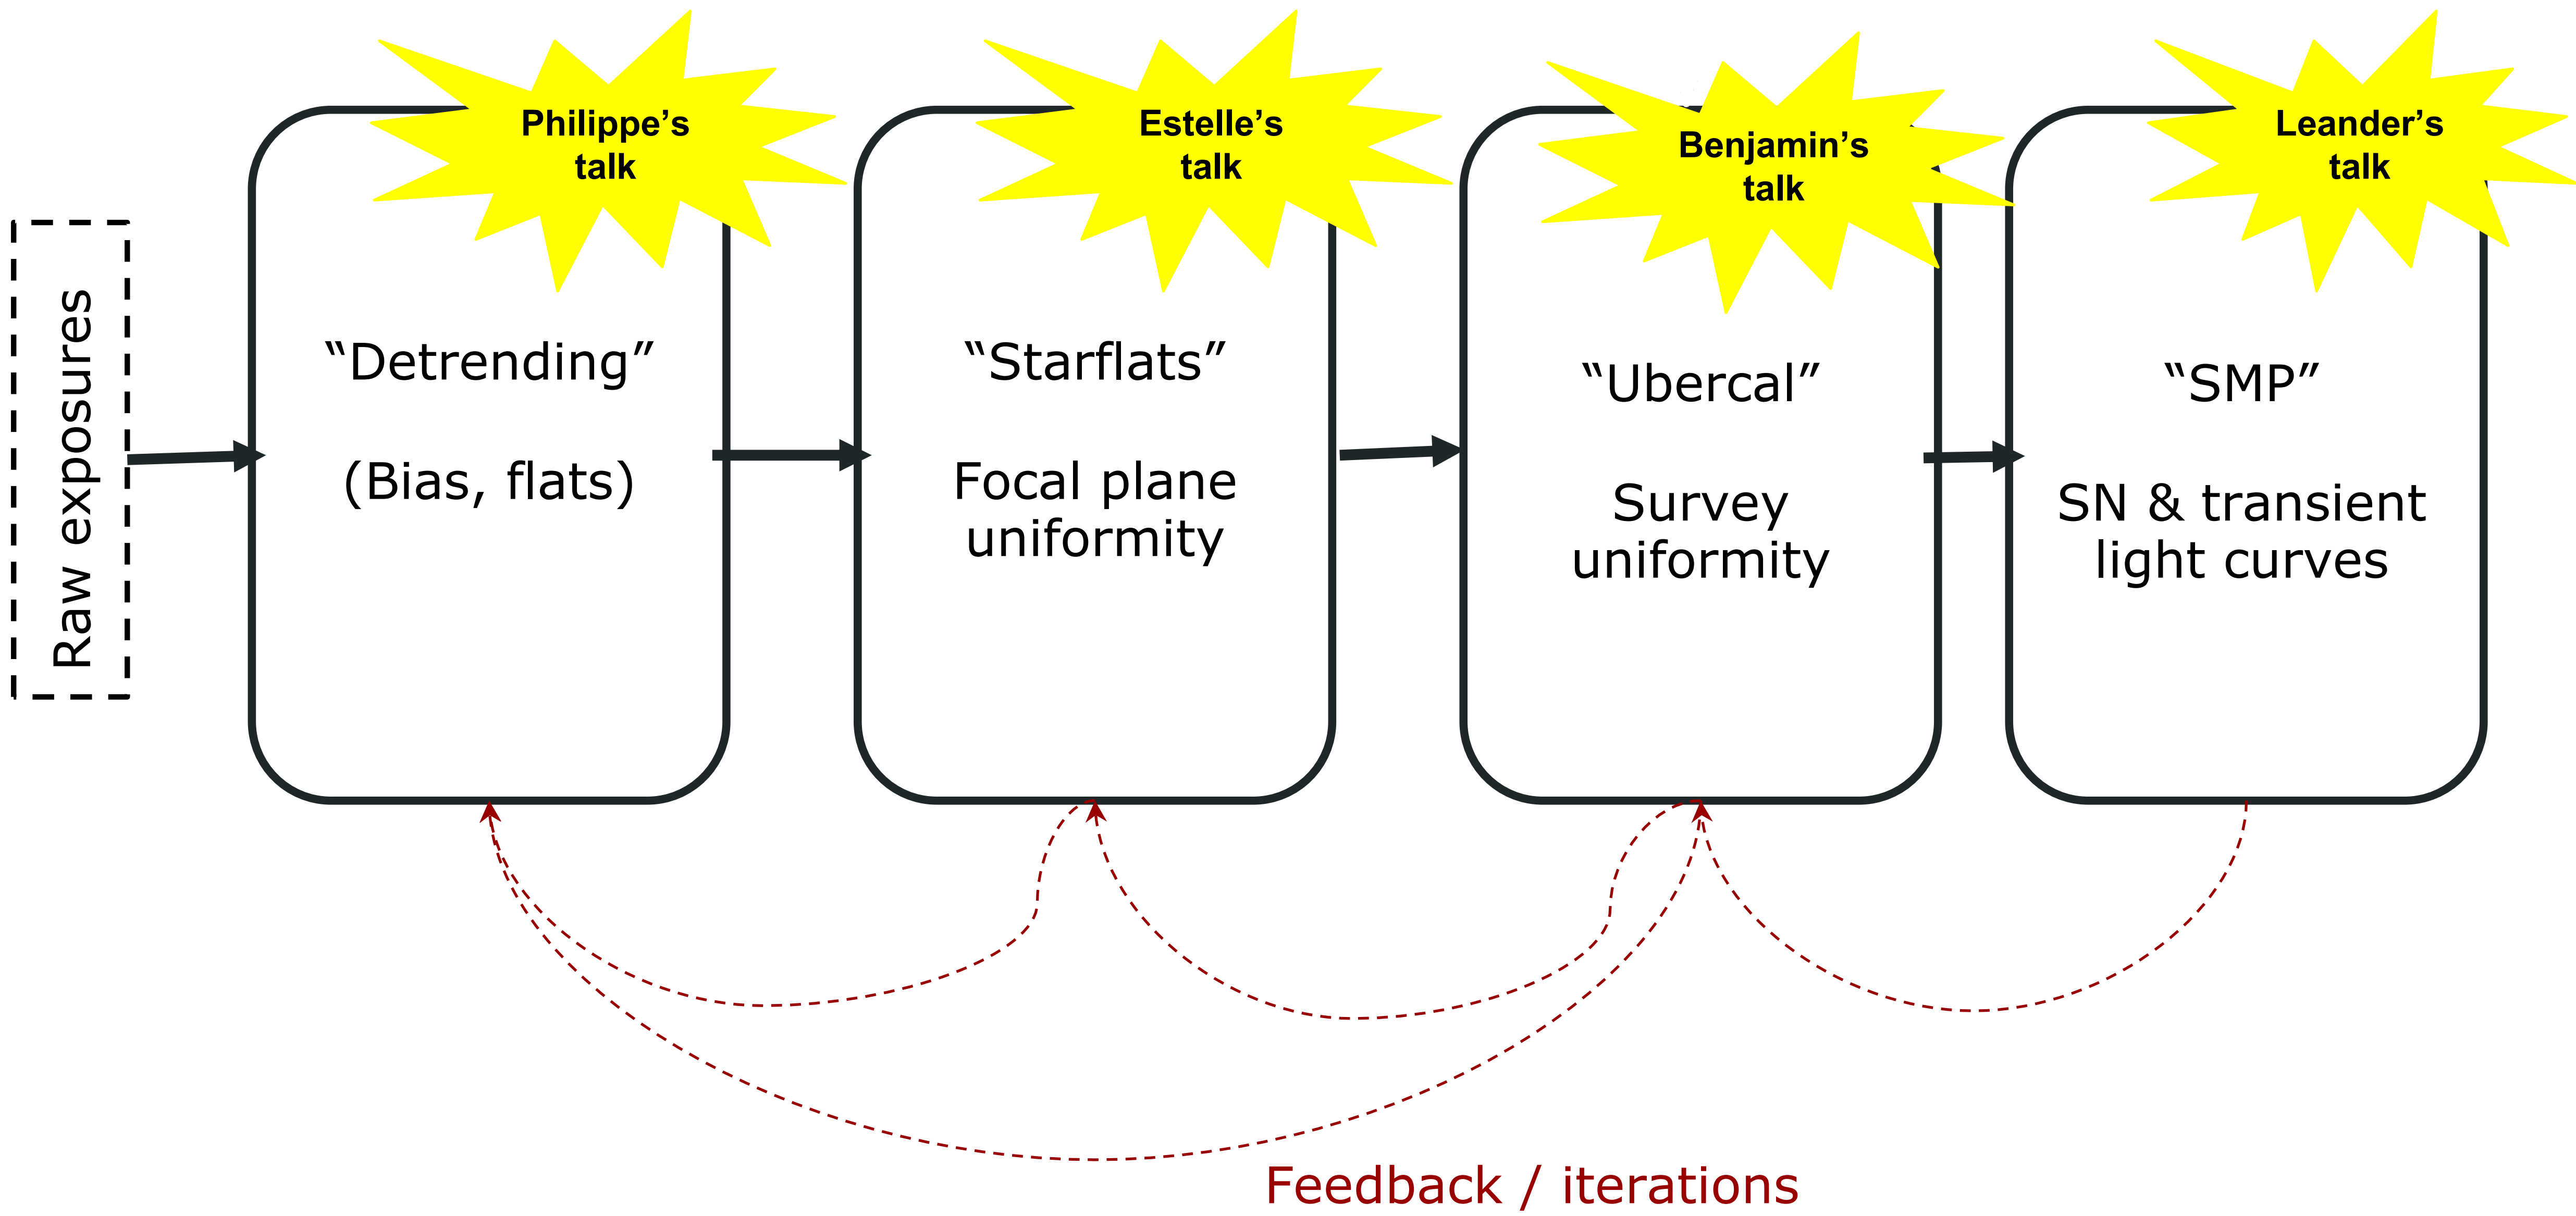 Raw exposures
Philippe’s
talk
“Detrending”
(Bias, flats)
Estelle’s
talk
“Starflats”
Focal plane
uniformity
Benjamin’s
talk
“Ubercal”
Survey
uniformity
Leander’s
talk
“SMP”
SN & transient
light curves
Feedback / iterations